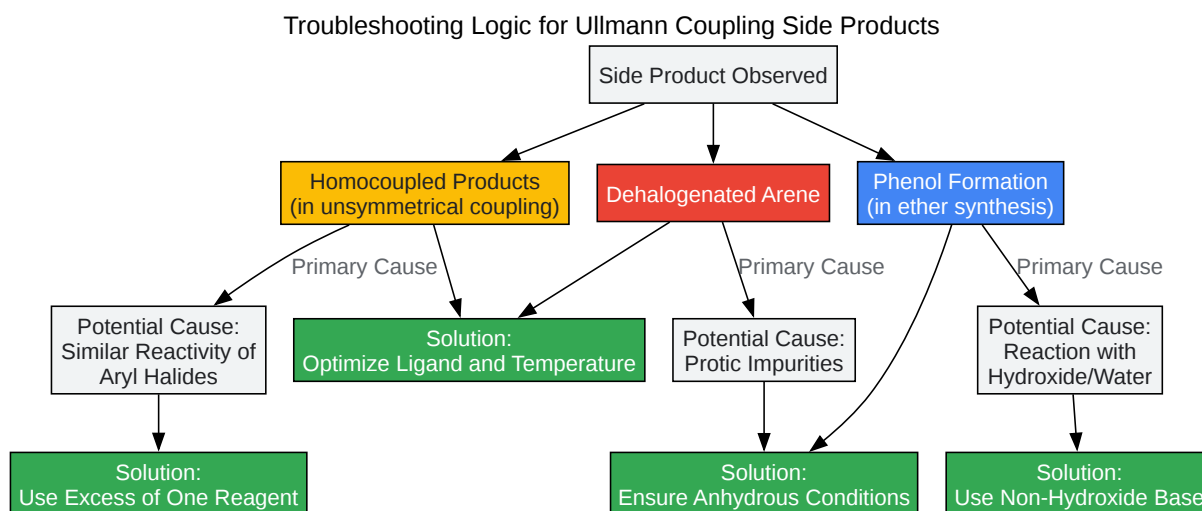 Troubleshooting Logic for Ullmann Coupling Side Products
Side Product Observed
Homocoupled Products
(in unsymmetrical coupling)
Dehalogenated Arene
Phenol Formation
(in ether synthesis)
Primary Cause
Primary Cause
Primary Cause
Potential Cause:
Similar Reactivity of
Aryl Halides
Solution:
Optimize Ligand and Temperature
Potential Cause:
Protic Impurities
Potential Cause:
Reaction with
Hydroxide/Water
Solution:
Use Excess of One Reagent
Solution:
Ensure Anhydrous Conditions
Solution:
Use Non-Hydroxide Base